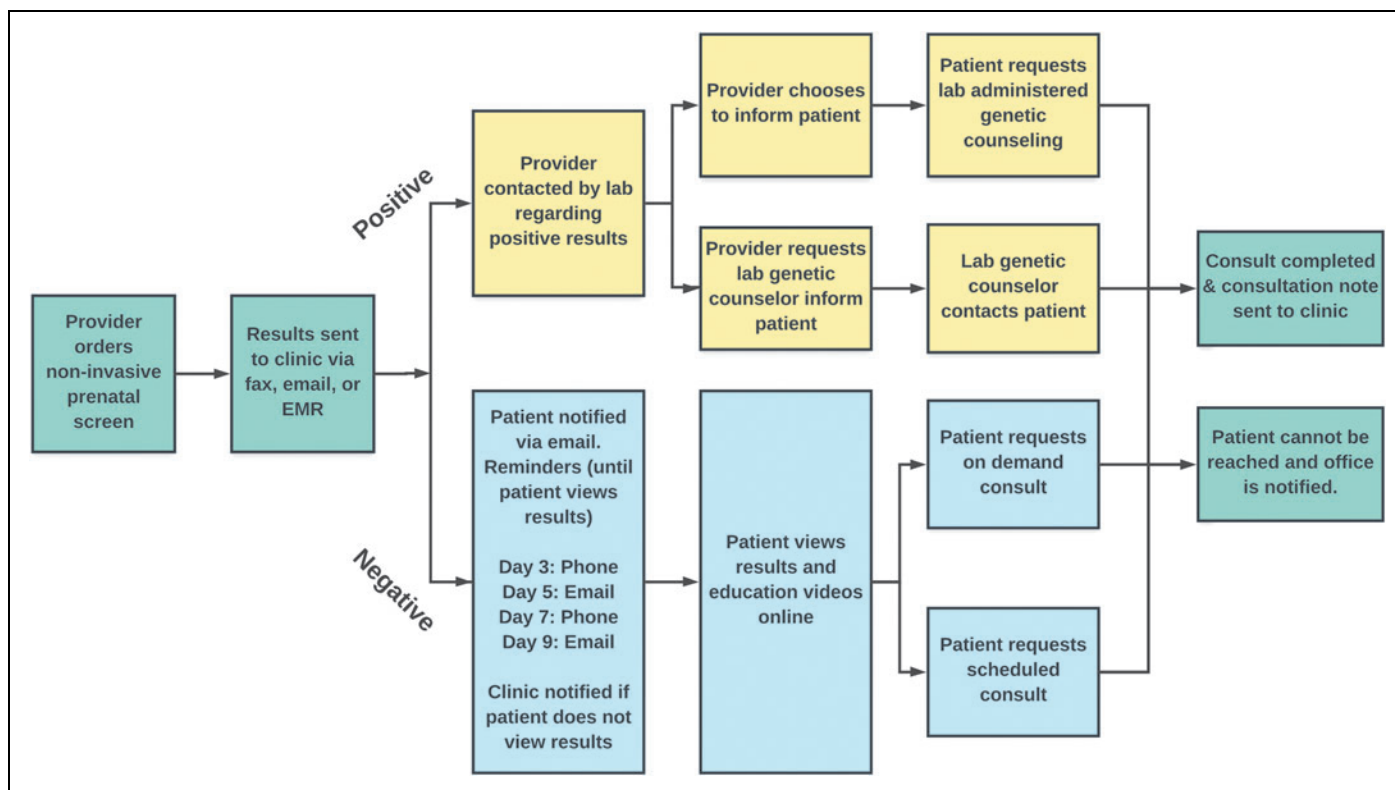 Provider
orders
non-invasive
prenatal
screen
Results sent
to clinic via
fax, email, or
EMR
Positive
Provider
contacted by lab
regarding
positive results
Provider chooses
to inform patient
Patient requests
lab administered
genetic
counseling
Provider requests
lab genetic
counselor inform
patient
Lab genetic
counselor
contacts patient
Negative
Patient notified
via email.
Reminders (until
patient views
results)
Day 3: Phone
Day 5: Email
Day 7: Phone
Day 9: Email
Clinic notified if
patient does not
view results
Patient views
results and
education videos
online
Patient requests
on demand
consult
Patient requests
scheduled
consult
Consult completed
& consultation note
sent to clinic
Patient cannot be
reached and office
is notified.